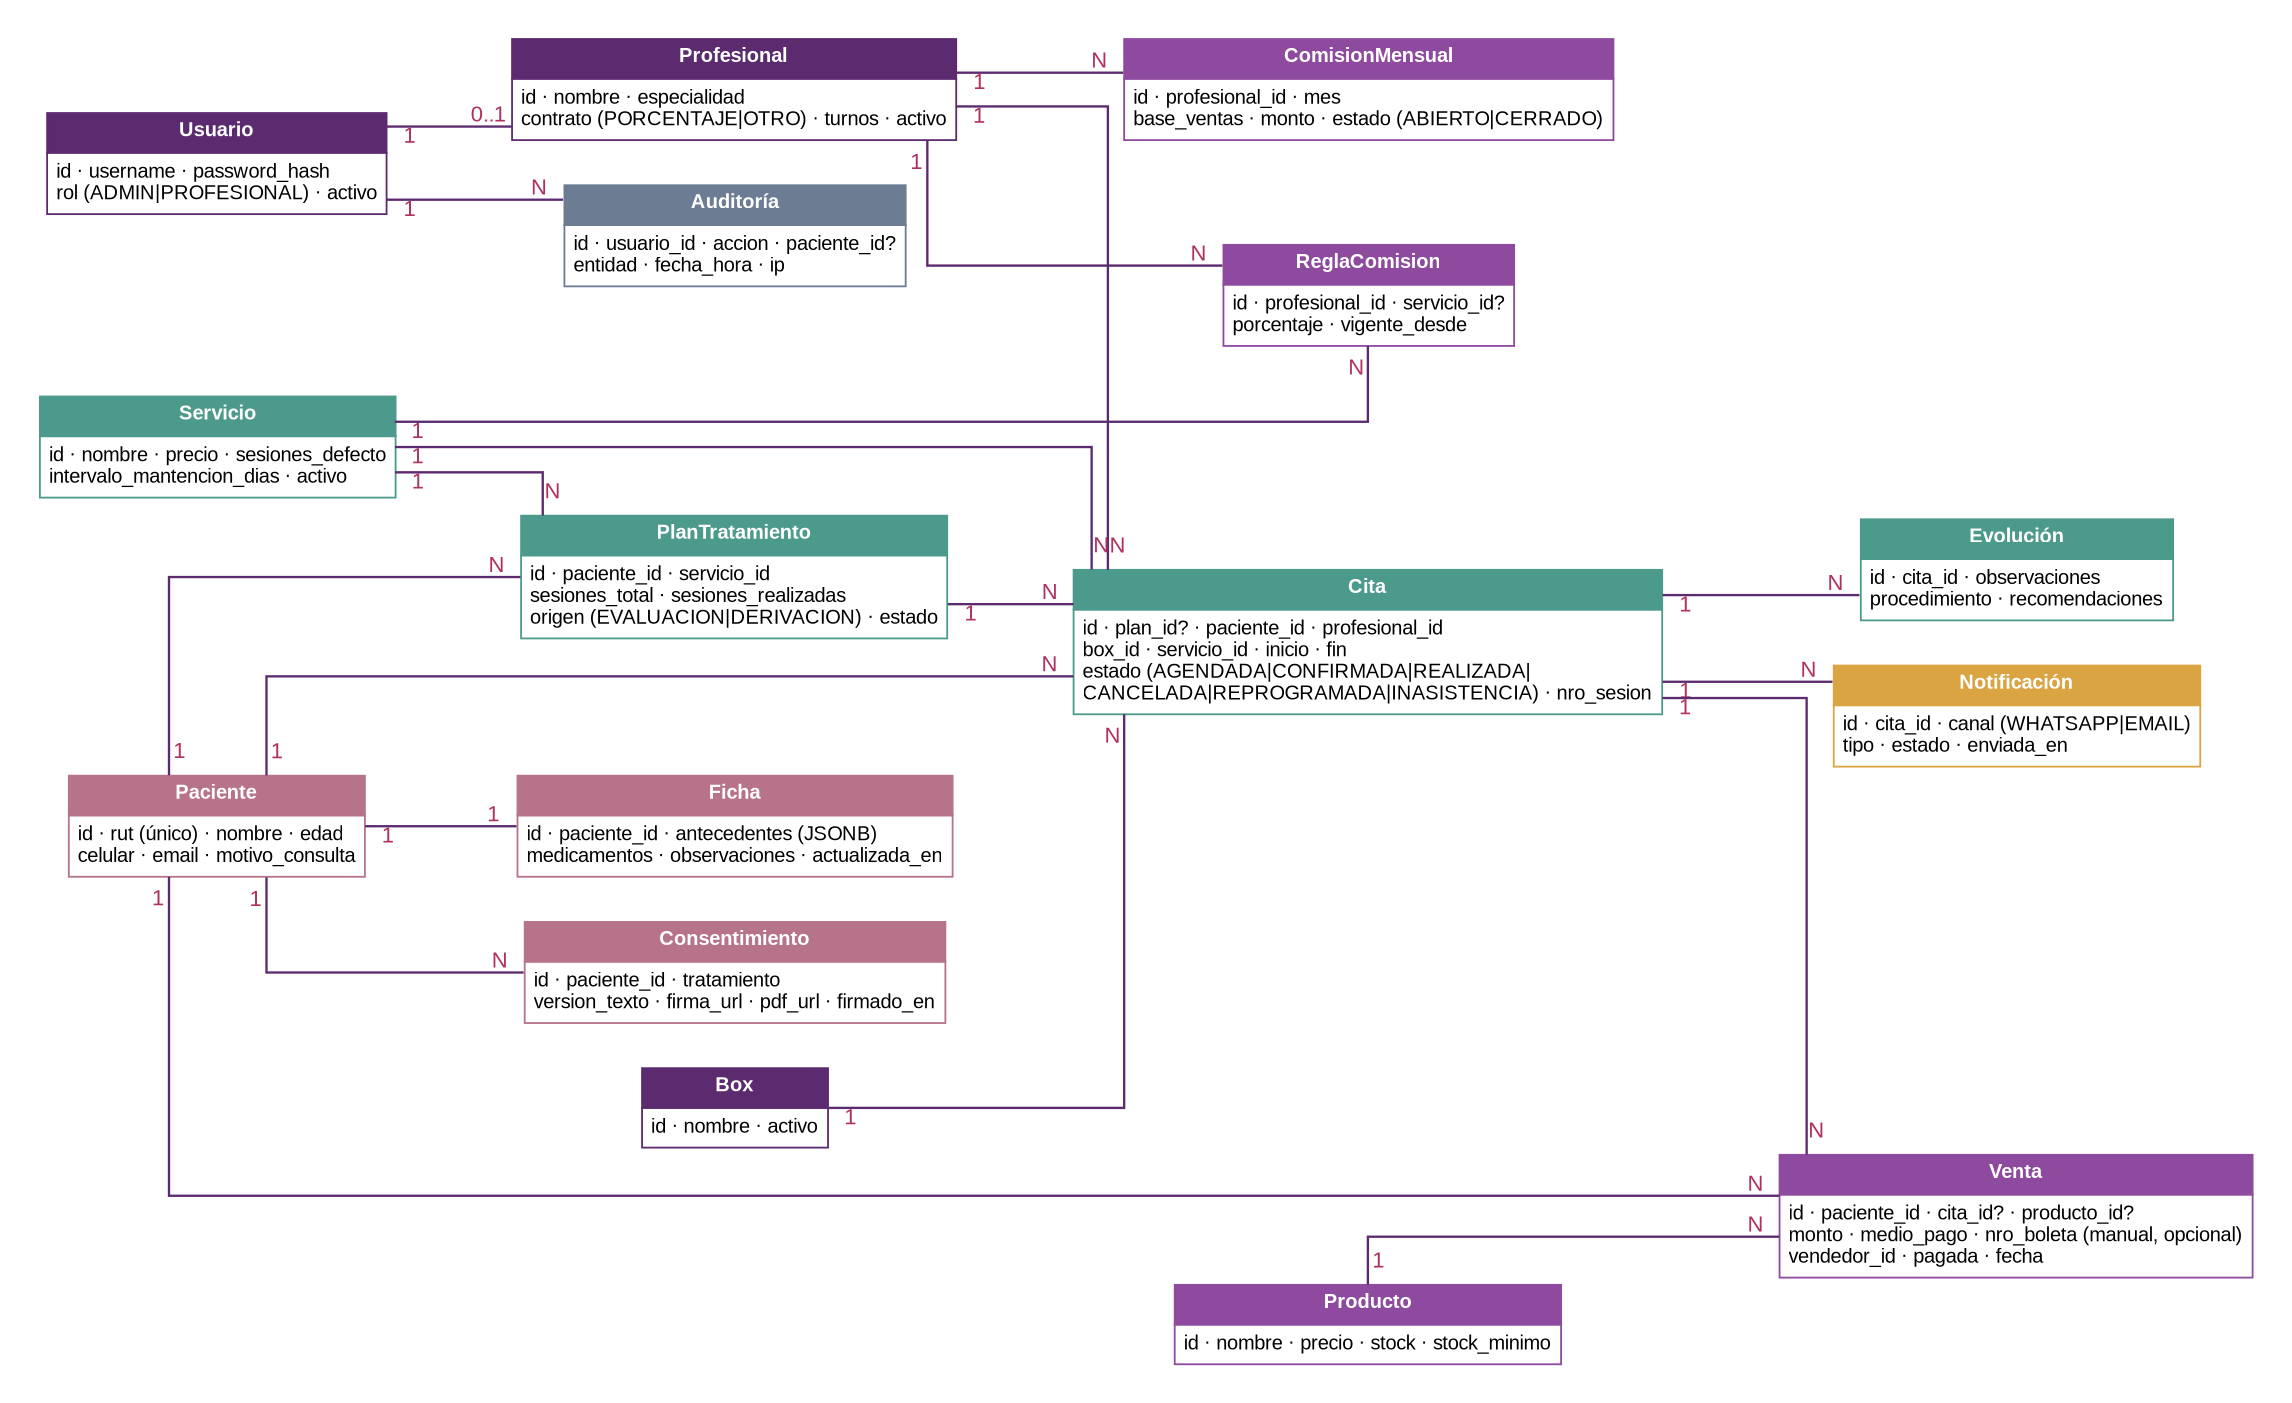 Profesional
id · nombre · especialidad
contrato (PORCENTAJE|OTRO) · turnos · activo
ComisionMensual
id · profesional_id · mes
base_ventas · monto · estado (ABIERTO|CERRADO)
1
N
1
Usuario
id · username · password_hash
rol (ADMIN|PROFESIONAL) · activo
1
0..1
1
N
1
Auditoría
id · usuario_id · accion · paciente_id?
entidad · fecha_hora · ip
N
ReglaComision
id · profesional_id · servicio_id?
porcentaje · vigente_desde
N
Servicio
id · nombre · precio · sesiones_defecto
intervalo_mantencion_dias · activo
1
1
1
N
PlanTratamiento
id · paciente_id · servicio_id
sesiones_total · sesiones_realizadas
origen (EVALUACION|DERIVACION) · estado
N
1
N
NN
Cita
id · plan_id? · paciente_id · profesional_id
box_id · servicio_id · inicio · fin
estado (AGENDADA|CONFIRMADA|REALIZADA|
CANCELADA|REPROGRAMADA|INASISTENCIA) · nro_sesion
N
N
1
N
Evolución
id · cita_id · observaciones
procedimiento · recomendaciones
1
1
N
Notificación
id · cita_id · canal (WHATSAPP|EMAIL)
tipo · estado · enviada_en
1
1
Paciente
id · rut (único) · nombre · edad
celular · email · motivo_consulta
1
1
Ficha
id · paciente_id · antecedentes (JSONB)
medicamentos · observaciones · actualizada_en
1
1
N
Consentimiento
id · paciente_id · tratamiento
version_texto · firma_url · pdf_url · firmado_en
Box
id · nombre · activo
1
N
N
Venta
id · paciente_id · cita_id? · producto_id?
monto · medio_pago · nro_boleta (manual, opcional)
vendedor_id · pagada · fecha
N
1
Producto
id · nombre · precio · stock · stock_minimo